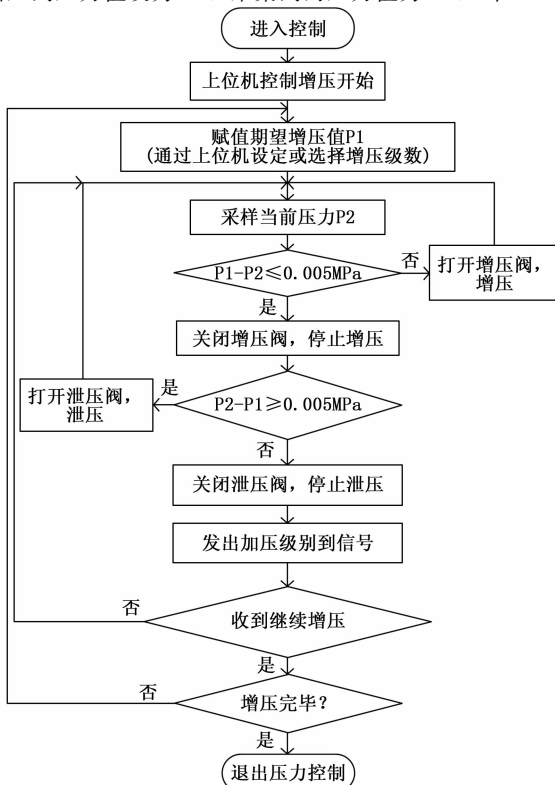 进入控制
上位机控制增压开始
赋值期望增压值P1
(通过上位机设定或选择增压级数)
采样当前压力P2
P1-P2≤0.005MPa
否
打开增压阀,
增压
是
关闭增压阀, 停止增压
打开泄压阀,
泄压
是
P2-P1≥0.005MPa
否
关闭泄压阀, 停止泄压
发出加压级别到信号
否
收到继续增压
是
否
增压完毕?
是
退出压力控制